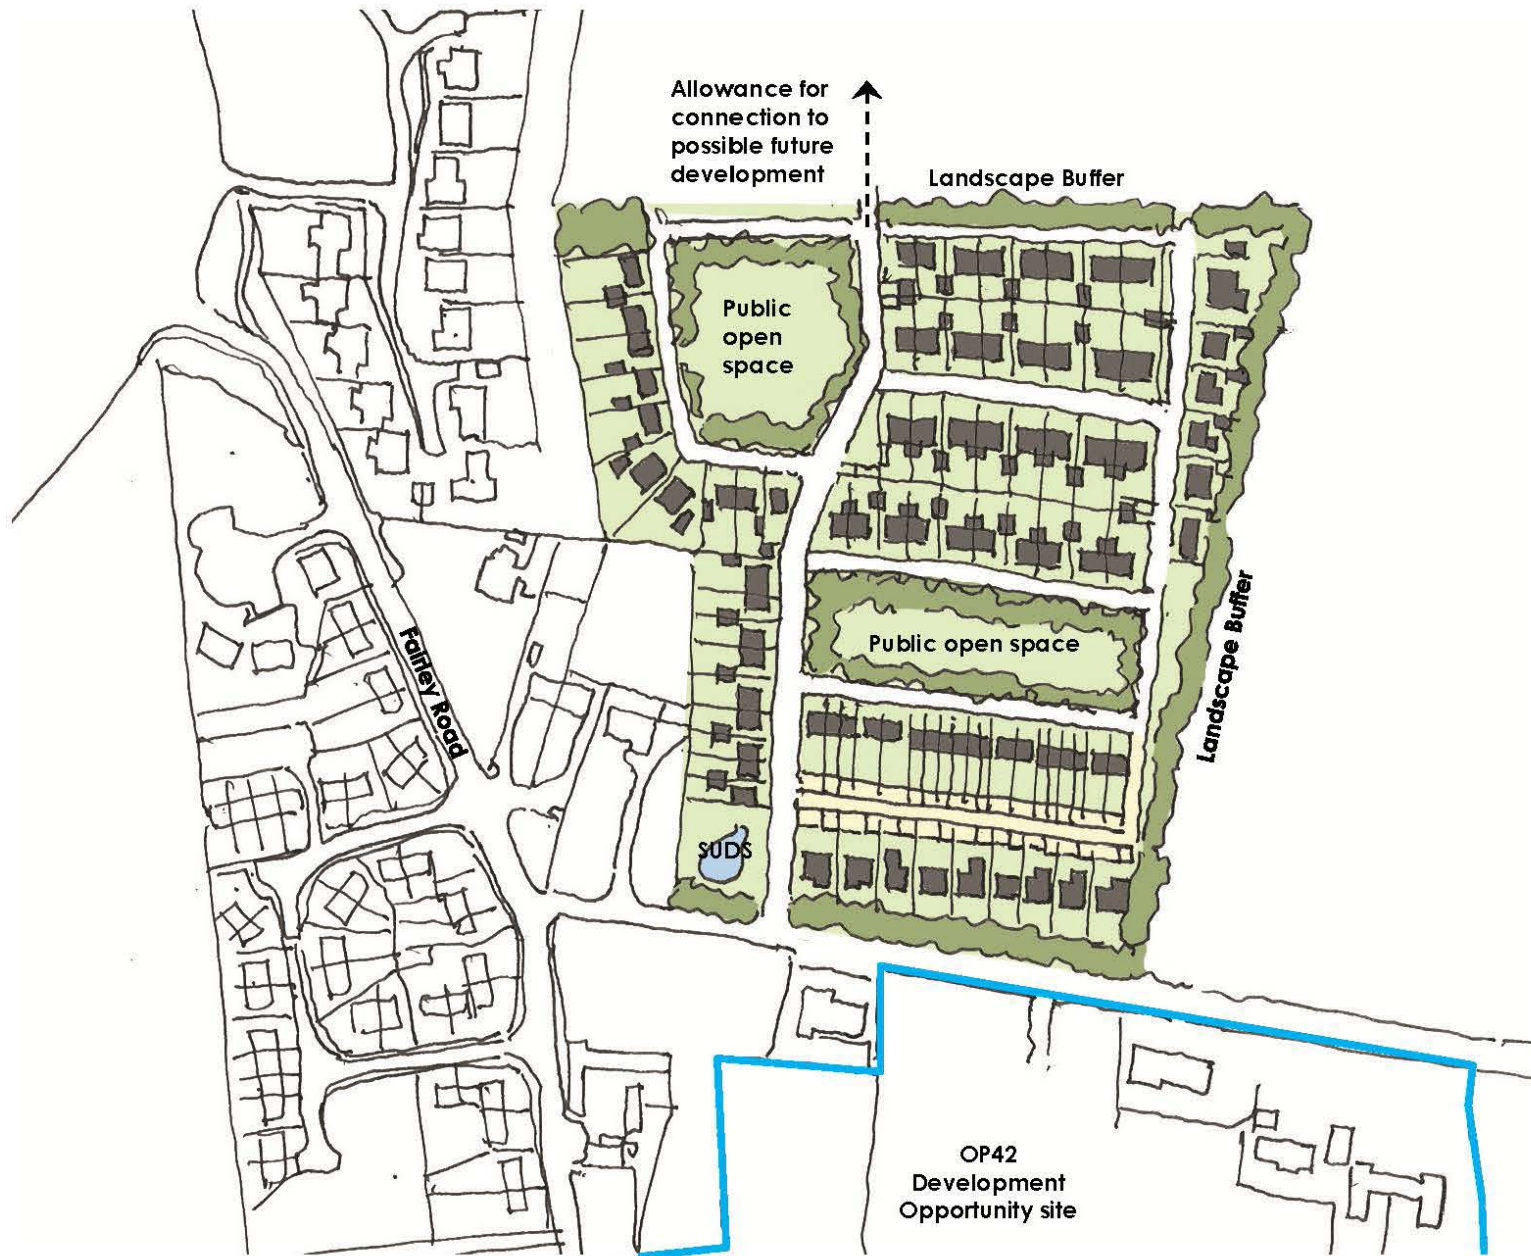 Allowance for
connection to
possible future
development
Landscape Buffer
Public
open
space
Fairley Road
Public open space
Landscape Buffer
SUDS
OP42
Development
Opportunity site